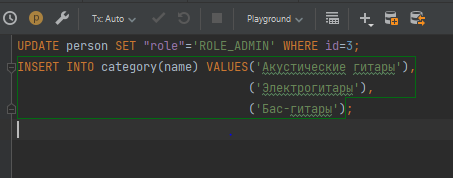 Tx: Auto Playground
UPDATE person SET "role"='ROLE_ADMIN' WHERE id=3;
INSERT INTO category(name) VALUES('Акустические гитары'),
('Электрогитары'),
('Бас-гитары');